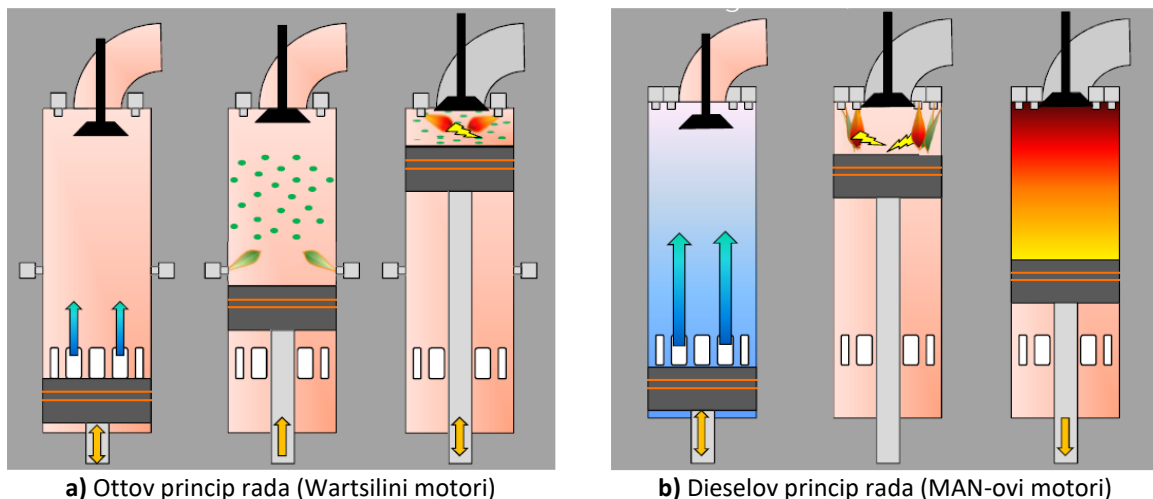 a) Ottov princip rada (Wartsilini motori)
b) Dieselov princip rada (MAN-ovi motori)